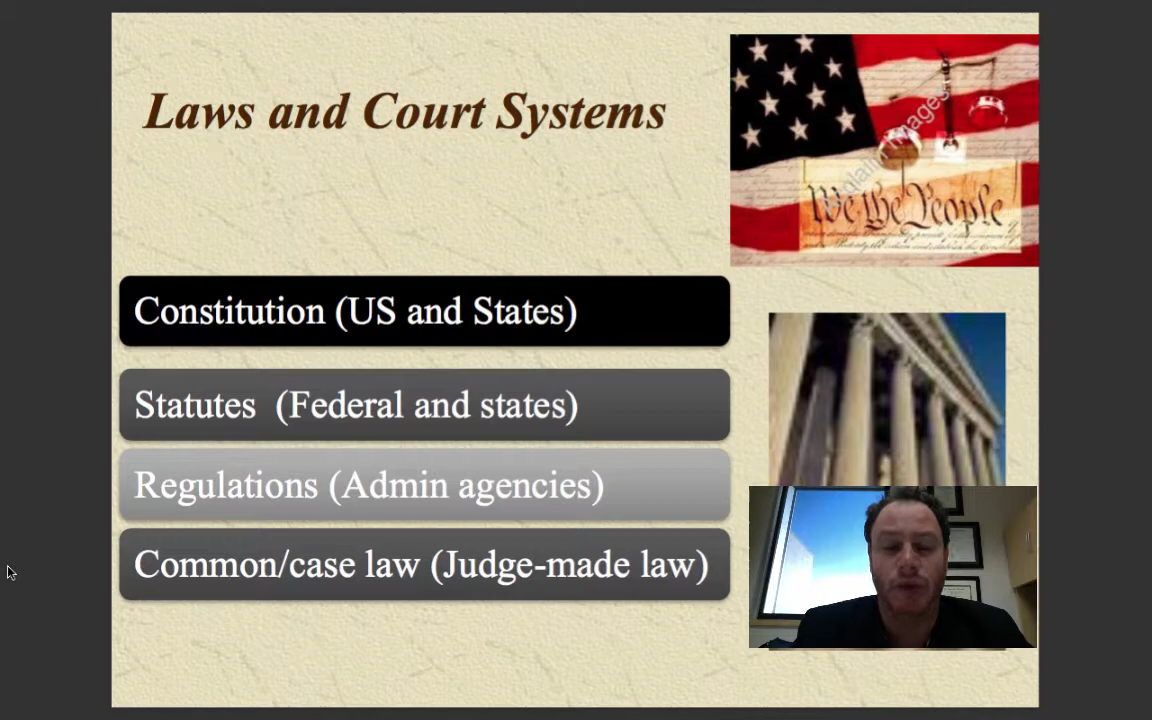 Laws and Court Systems
We the People
Constitution (US and States)
Statutes  (Federal and states)
Regulations (Admin agencies)
Common/case law (Judge-made law)